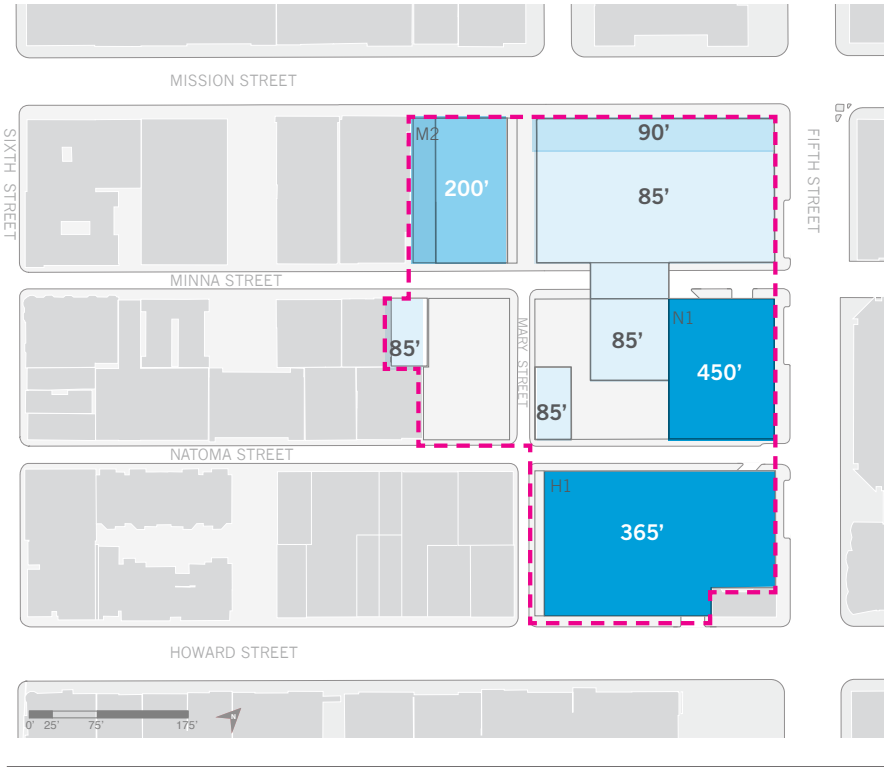 MISSION STREET
SIXTH STREET
M2
200’
90’
85’
FIFTH STREET
MINNA STREET
85’
MARY STREET
85’
85’
N1
450’
NATOMA STREET
H1
365’
HOWARD STREET
0’ 25’ 75’ 175’
N